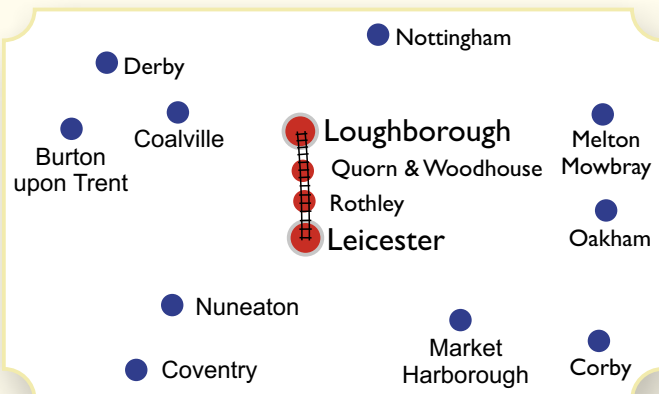 Nottingham
Derby
Loughborough
Coalville
Melton
Mowbray
Burton
upon Trent
Quorn & Woodhouse
Rothley
Leicester
Oakham
Nuneaton
Market
Harborough
Coventry
Corby